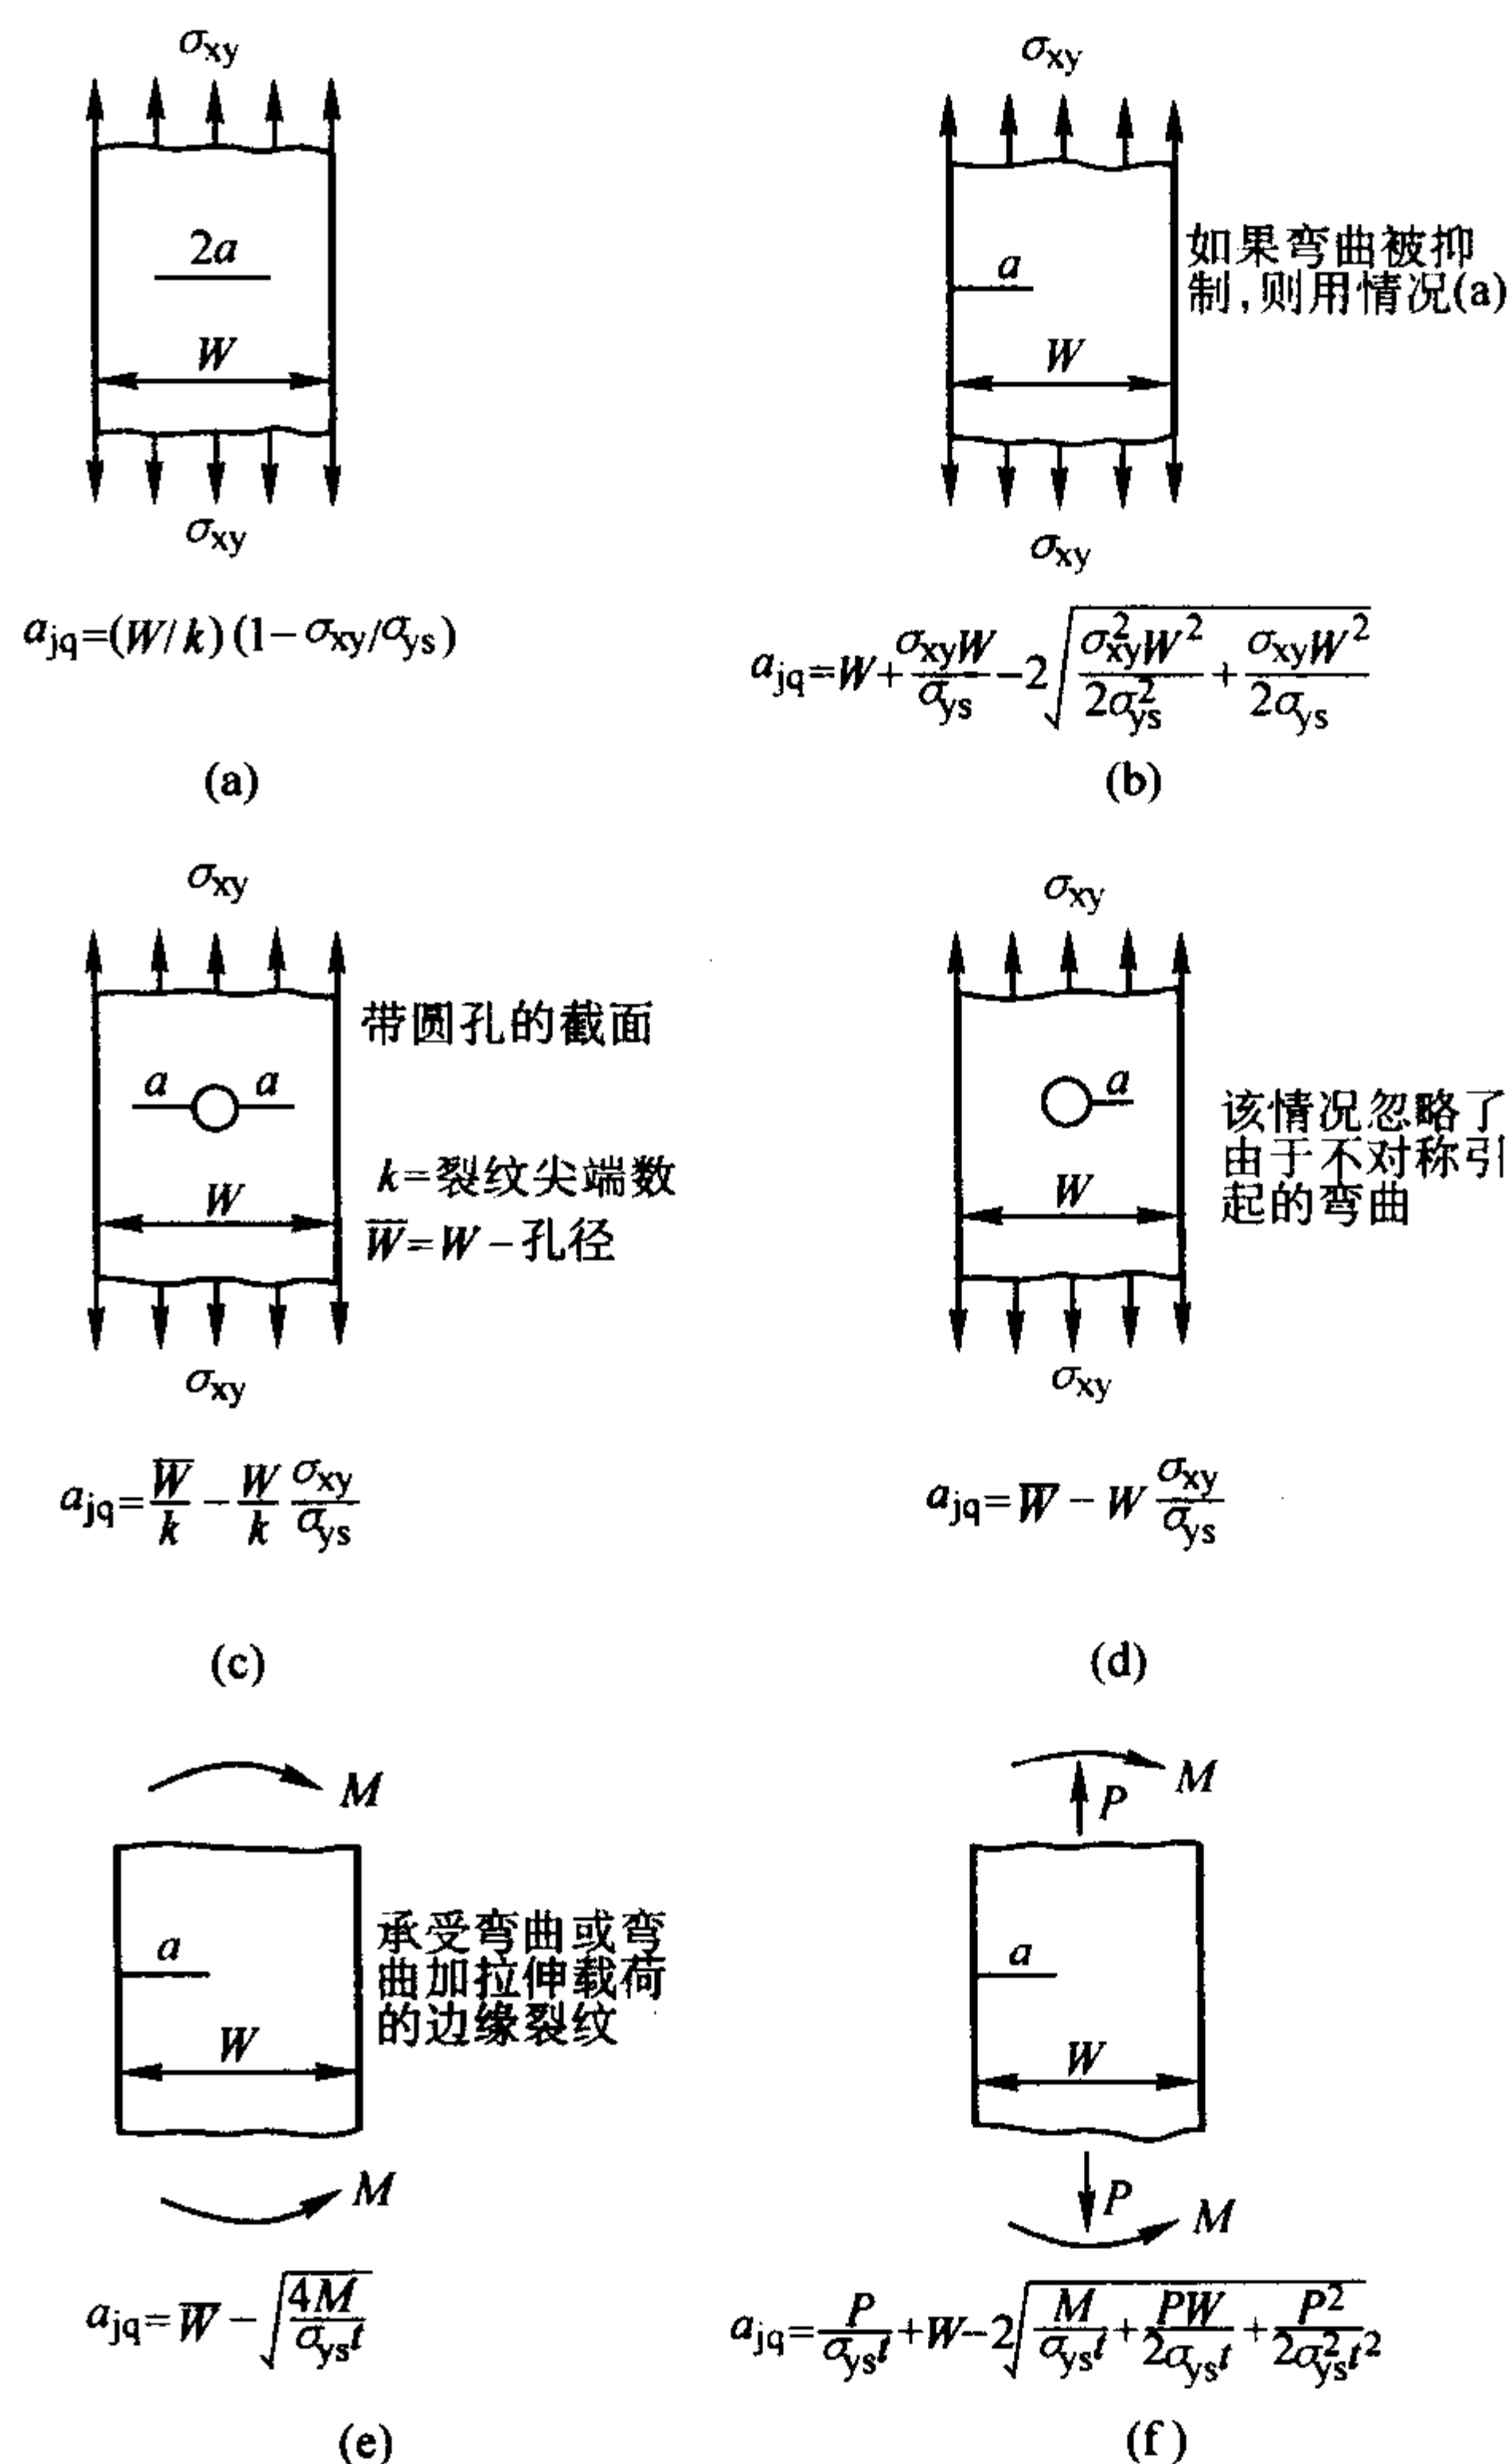 σxy
σxy
2a
a
如果弯曲被抑
制,则用情况(a)
W
W
σxy
σxy
a_jq=(W/k)(1-σxy/σys)
a_jq=W+σxyW/σys-2√(σ²xyW²/2σ²ys+σxyW²/2σys)
(a)
(b)
σxy
σxy
带圆孔的截面
a a
a
该情况忽略了
由于不对称引
起的弯曲
k=裂纹尖端数
W
W
W̅=W-孔径
σxy
σxy
a_jq=W̅/k-W/k σxy/σys
a_jq=W̅-W σxy/σys
(c)
(d)
M
M
P
a
承受弯曲或弯
曲加拉伸载荷
的边缘裂纹
a
W
W
M
P
M
a_jq=W̅-√(4M/σys t)
a_jq=P/σys t+W-2√(M/σys t+PW/2σys t+P²/2σ²ys t²)
(e)
(f)